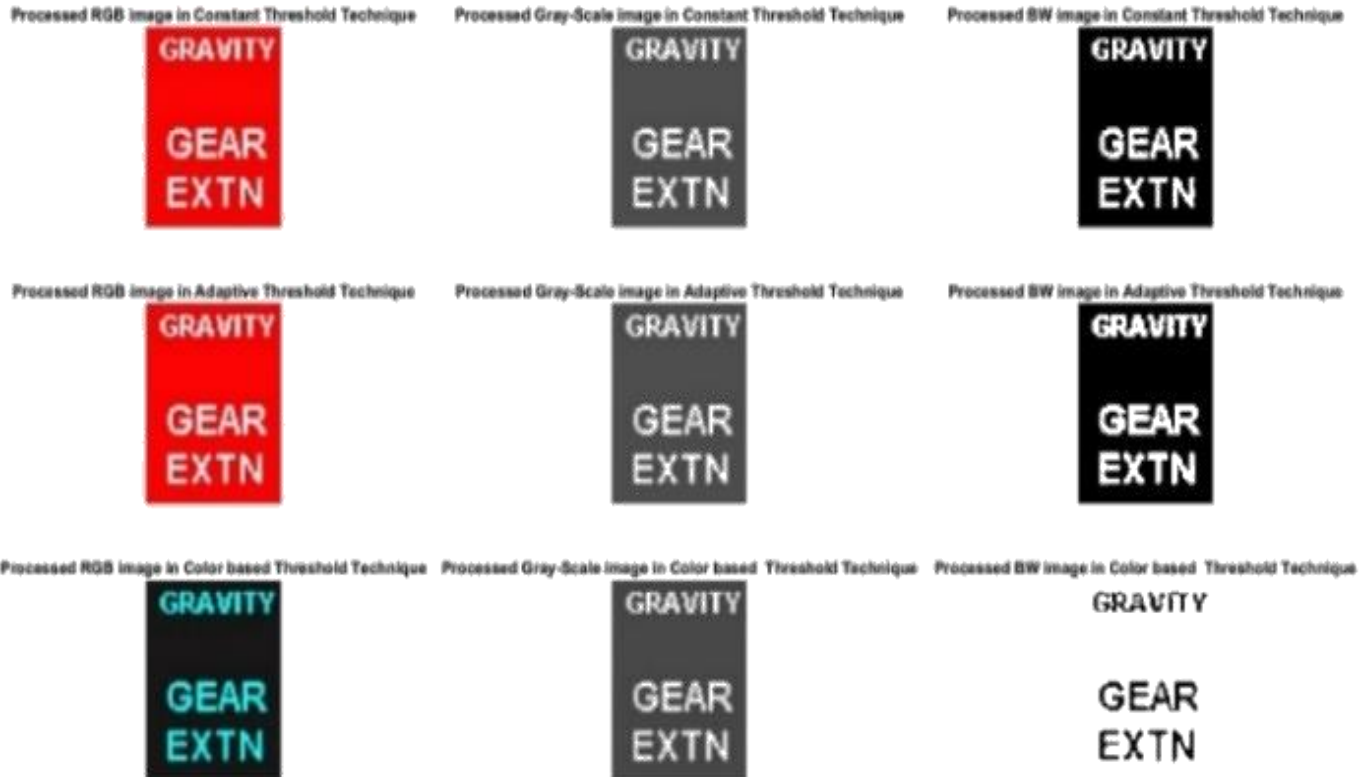 Processed RGB image in Constant Threshold Technique
Processed Gray-Scale image in Constant Threshold Technique
Processed BW image in Constant Threshold Technique
GRAVITY
GEAR
EXTN
GRAVITY
GEAR
EXTN
GRAVITY
GEAR
EXTN
Processed RGB image in Adaptive Threshold Technique
Processed Gray-Scale image in Adaptive Threshold Technique
Processed BW image in Adaptive Threshold Technique
GRAVITY
GEAR
EXTN
GRAVITY
GEAR
EXTN
GRAVITY
GEAR
EXTN
Processed RGB image in Color based Threshold Technique
Processed Gray-Scale image in Color based Threshold Technique
Processed BW image in Color based Threshold Technique
GRAVITY
GEAR
EXTN
GRAVITY
GEAR
EXTN
GRAVITY
GEAR
EXTN